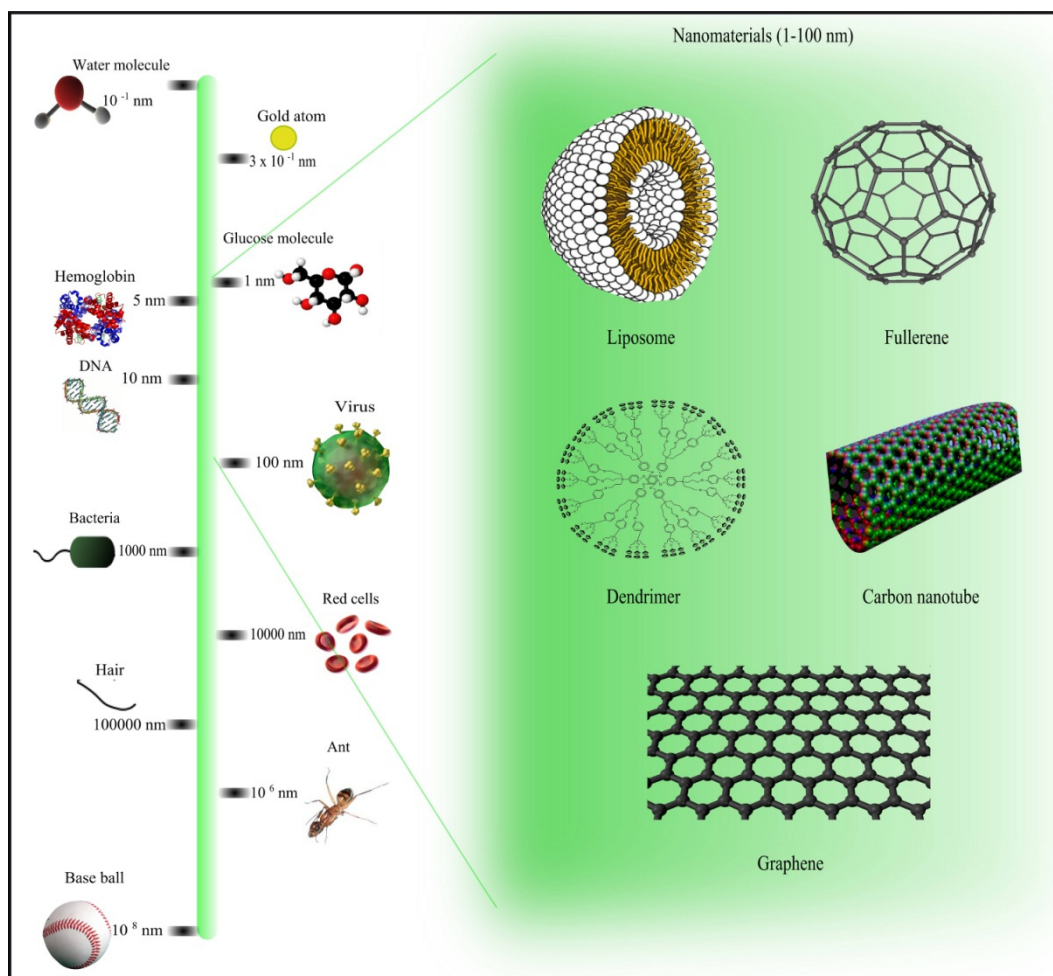 Nanomaterials (1-100 nm)
Water molecule
10 ⁻¹ nm
Gold atom
3 x 10 ⁻¹ nm
Glucose molecule
1 nm
Hemoglobin
5 nm
DNA
10 nm
Virus
100 nm
Bacteria
1000 nm
Red cells
10000 nm
Hair
100000 nm
Ant
10 ⁶ nm
Base ball
10 ⁸ nm
Liposome
Fullerene
Dendrimer
Carbon nanotube
Graphene